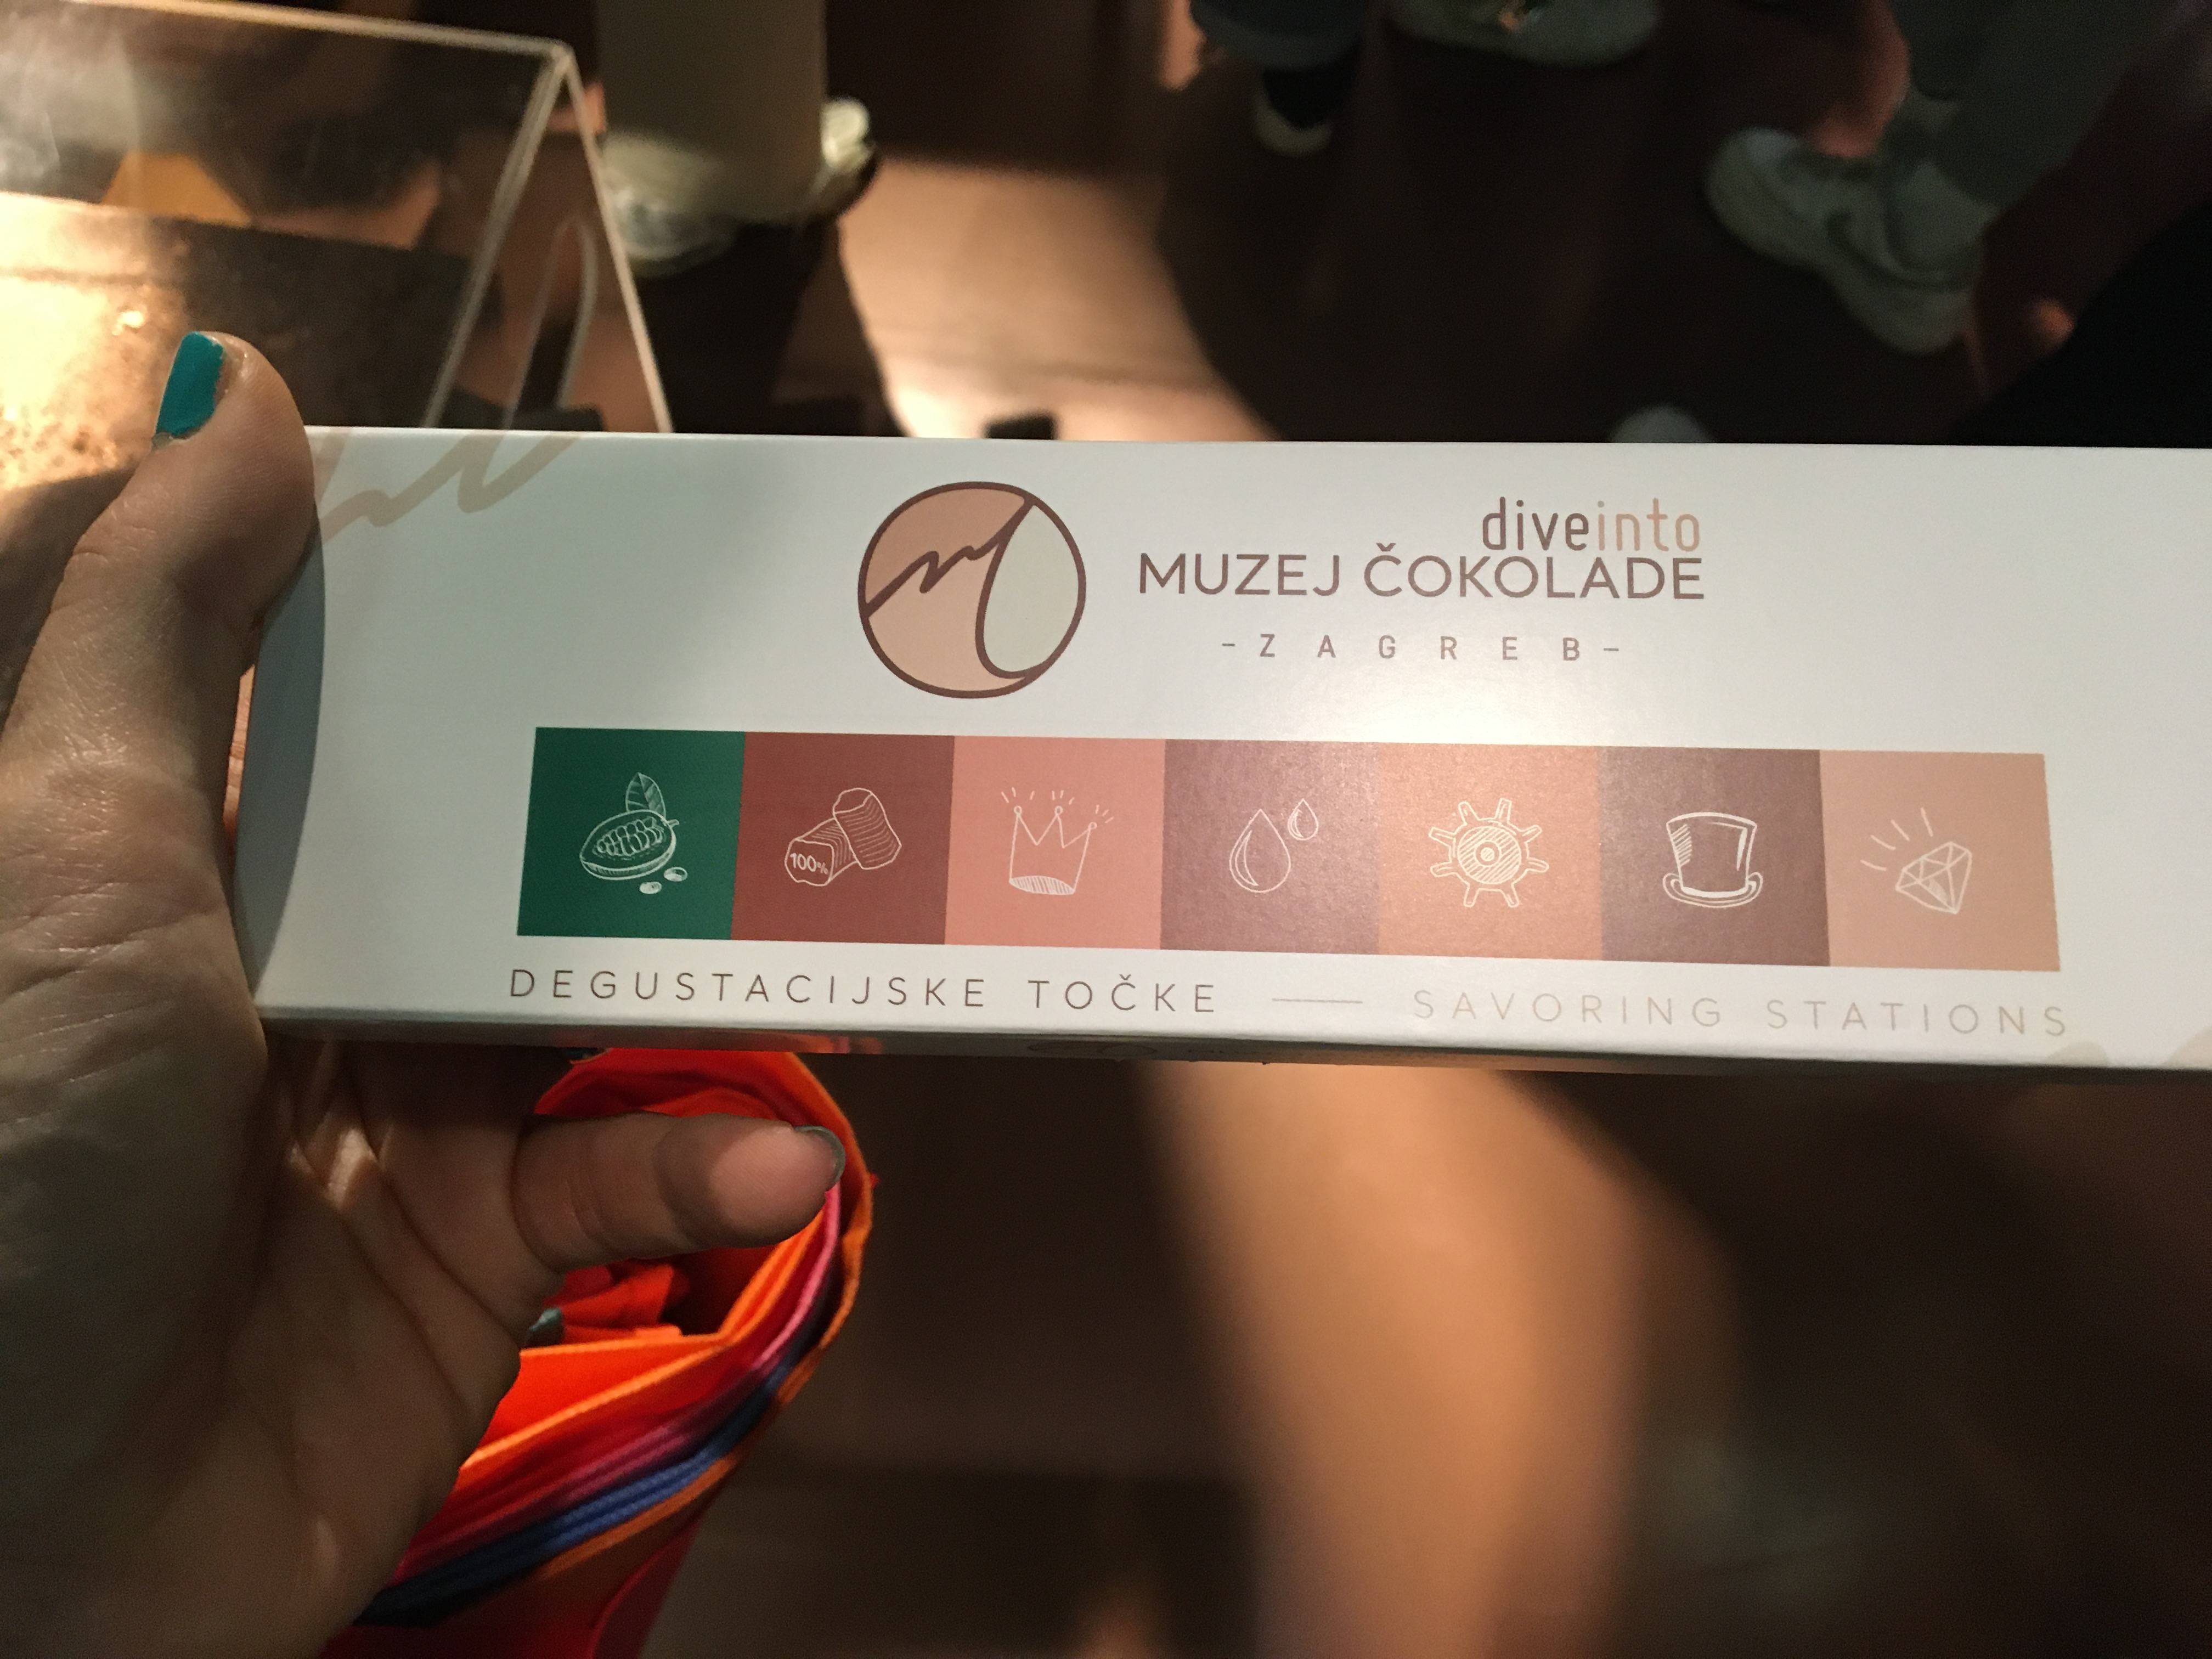 diveinto
MUZEJ ČOKOLADE
-ZAGREB-
100%
DEGUSTACIJSKE TOČKE — SAVORING STATIONS